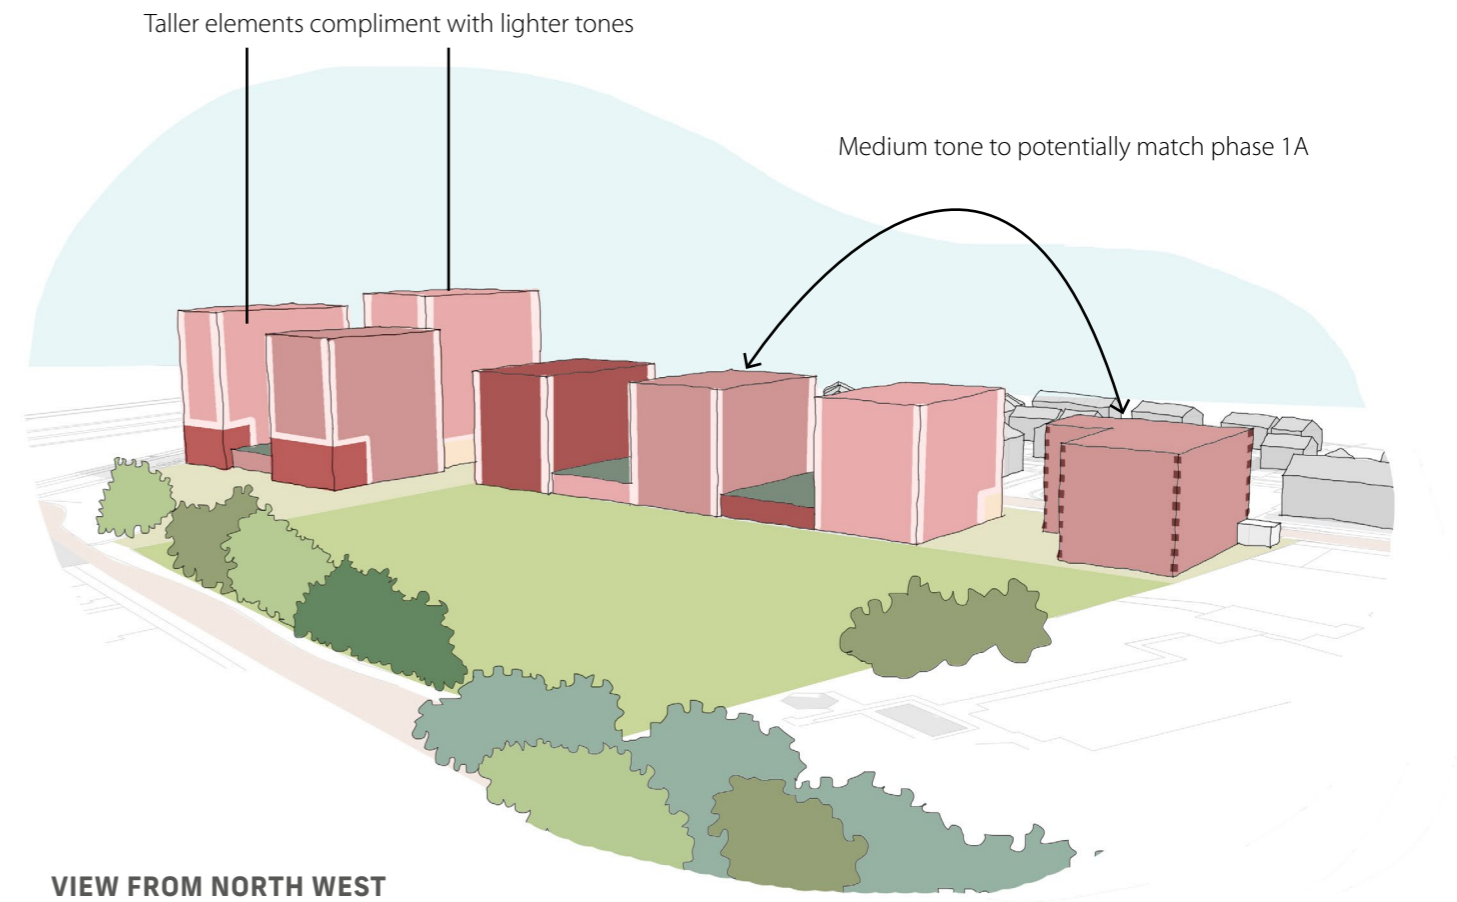 Taller elements compliment with lighter tones
Medium tone to potentially match phase 1A
VIEW FROM NORTH WEST